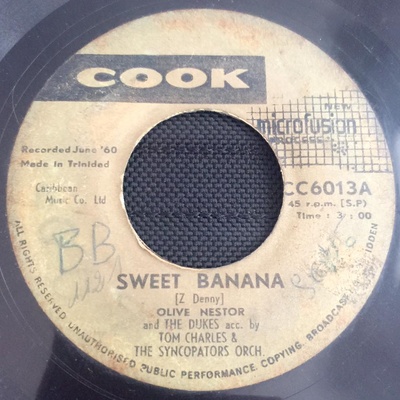 COOK
NEW
microfusion
PROCESS
Recorded June '60
Made in Trinidad
Caribbean
Music Co. Ltd
CC6013A
45 r.p.m. [S.P]
Time : 3 : 00
BB
SWEET BANANA
[Z Denny]
OLIVE NESTOR
and THE DUKES acc. by
TOM CHARLES &
THE SYNCOPATORS ORCH.
ALL RIGHTS RESERVED UNAUTHORISED PUBLIC PERFORMANCE, COPYING, BROADCAST